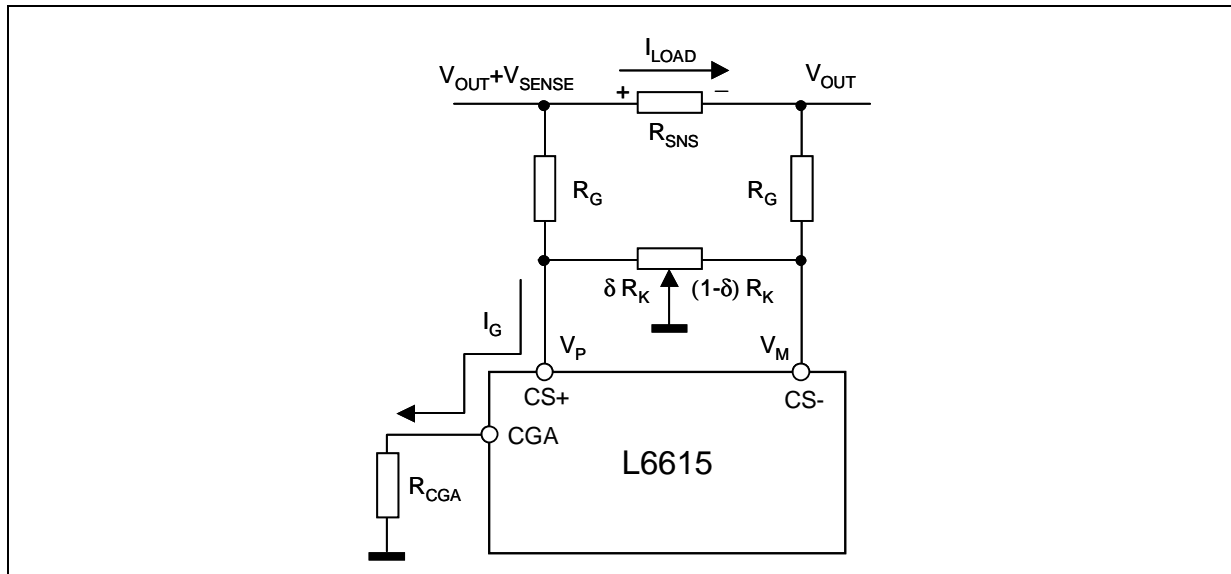 I_LOAD
V_OUT+V_SENSE
V_OUT
+ −
R_SNS
R_G
R_G
δ R_K (1-δ) R_K
I_G
V_P
V_M
CS+
CS-
CGA
L6615
R_CGA